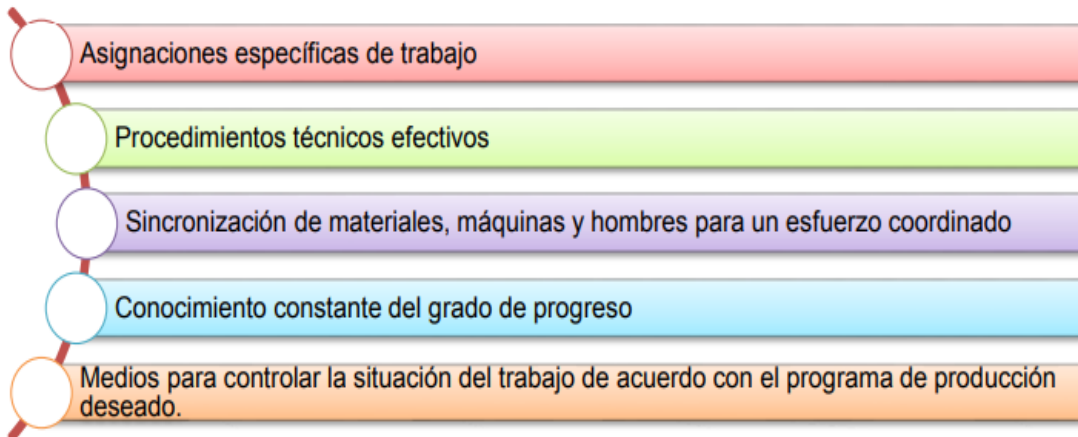 Asignaciones específicas de trabajo
Procedimientos técnicos efectivos
Sincronización de materiales, máquinas y hombres para un esfuerzo coordinado
Conocimiento constante del grado de progreso
Medios para controlar la situación del trabajo de acuerdo con el programa de producción
deseado.